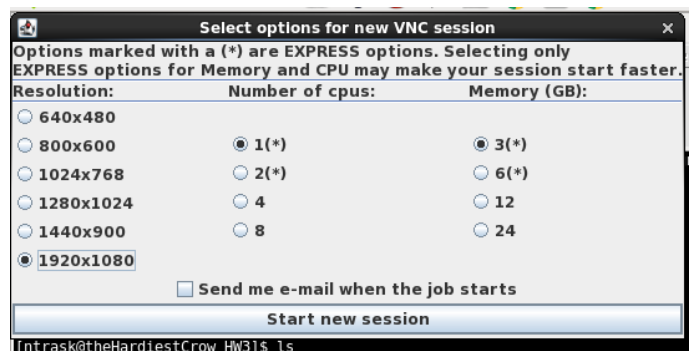 Select options for new VNC session
Options marked with a (*) are EXPRESS options. Selecting only
EXPRESS options for Memory and CPU may make your session start faster.
Resolution: Number of cpus: Memory (GB):
640x480
800x600 1(*) 3(*)
1024x768 2(*) 6(*)
1280x1024 4 12
1440x900 8 24
1920x1080
Send me e-mail when the job starts
Start new session
[ntrask@theHardiestCrow HW3]$ ls